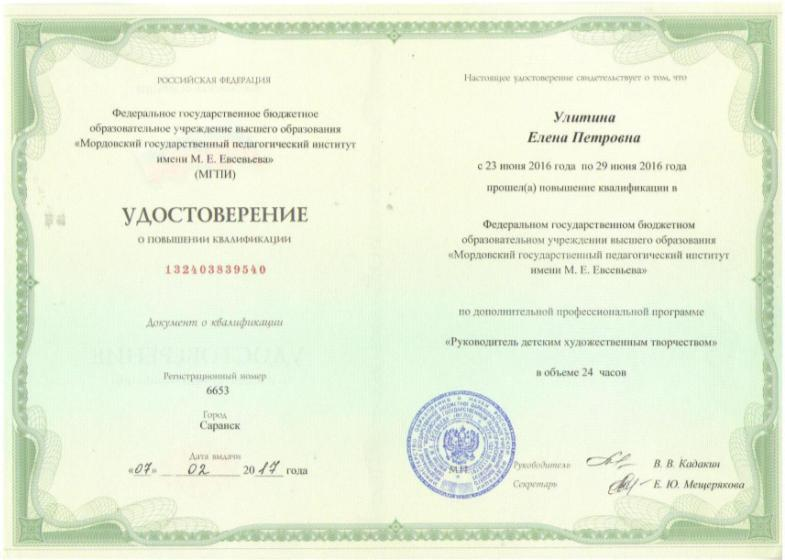 РОССИЙСКАЯ ФЕДЕРАЦИЯ
Федеральное государственное бюджетное
образовательное учреждение высшего образования
«Мордовский государственный педагогический институт
имени М. Е. Евсевьева»
(МГПИ)
УДОСТОВЕРЕНИЕ
О ПОВЫШЕНИИ КВАЛИФИКАЦИИ
132403839540
Документ о квалификации
Регистрационный номер
6653
Город
Саранск
Дата выдачи
«07» 02 2017 года
Настоящее удостоверение свидетельствует о том, что
Улитина
Елена Петровна
с 23 июня 2016 года по 29 июня 2016 года
прошел(а) повышение квалификации в
Федеральном государственном бюджетном
образовательном учреждении высшего образования
«Мордовский государственный педагогический институт
имени М. Е. Евсевьева»
по дополнительной профессиональной программе
«Руководитель детским художественным творчеством»
в объеме 24 часов
М.П.
Руководитель В. В. Кадакин
Секретарь Е. Ю. Мещерякова